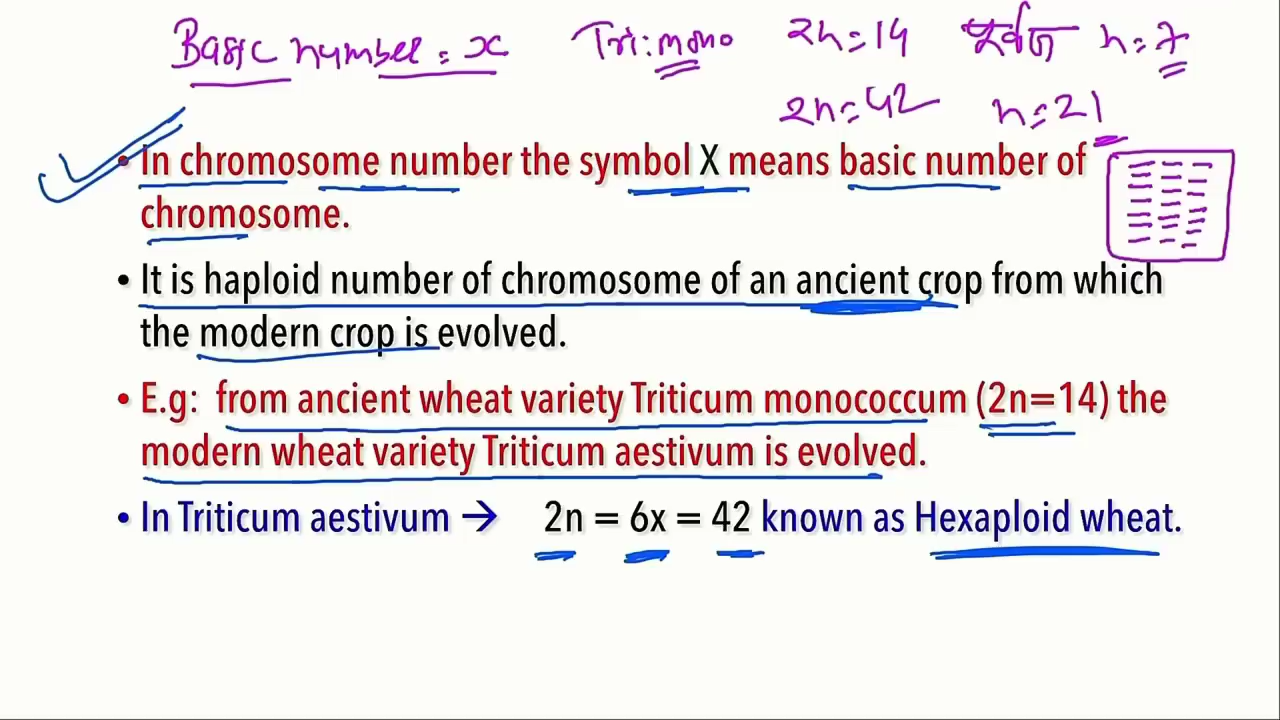 Basic number = x Tri: mono 2n=14 पूर्वज n=7
2n=42 n=21
• In chromosome number the symbol X means basic number of
chromosome.
• It is haploid number of chromosome of an ancient crop from which
the modern crop is evolved.
• E.g: from ancient wheat variety Triticum monococcum (2n=14) the
modern wheat variety Triticum aestivum is evolved.
• In Triticum aestivum → 2n = 6x = 42 known as Hexaploid wheat.